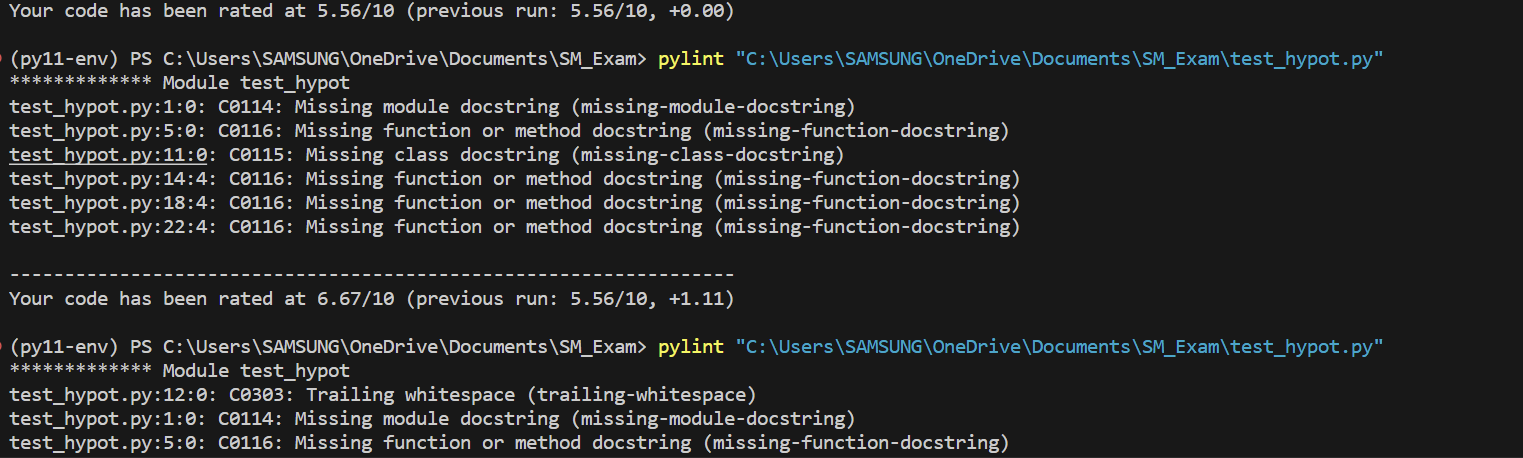 Your code has been rated at 5.56/10 (previous run: 5.56/10, +0.00)
(py11-env) PS C:\Users\SAMSUNG\OneDrive\Documents\SM_Exam> pylint "C:\Users\SAMSUNG\OneDrive\Documents\SM_Exam\test_hypot.py"
************* Module test_hypot
test_hypot.py:1:0: C0114: Missing module docstring (missing-module-docstring)
test_hypot.py:5:0: C0116: Missing function or method docstring (missing-function-docstring)
test_hypot.py:11:0: C0115: Missing class docstring (missing-class-docstring)
test_hypot.py:14:4: C0116: Missing function or method docstring (missing-function-docstring)
test_hypot.py:18:4: C0116: Missing function or method docstring (missing-function-docstring)
test_hypot.py:22:4: C0116: Missing function or method docstring (missing-function-docstring)
------------------------------------------------------------------
Your code has been rated at 6.67/10 (previous run: 5.56/10, +1.11)
(py11-env) PS C:\Users\SAMSUNG\OneDrive\Documents\SM_Exam> pylint "C:\Users\SAMSUNG\OneDrive\Documents\SM_Exam\test_hypot.py"
************* Module test_hypot
test_hypot.py:12:0: C0303: Trailing whitespace (trailing-whitespace)
test_hypot.py:1:0: C0114: Missing module docstring (missing-module-docstring)
test_hypot.py:5:0: C0116: Missing function or method docstring (missing-function-docstring)